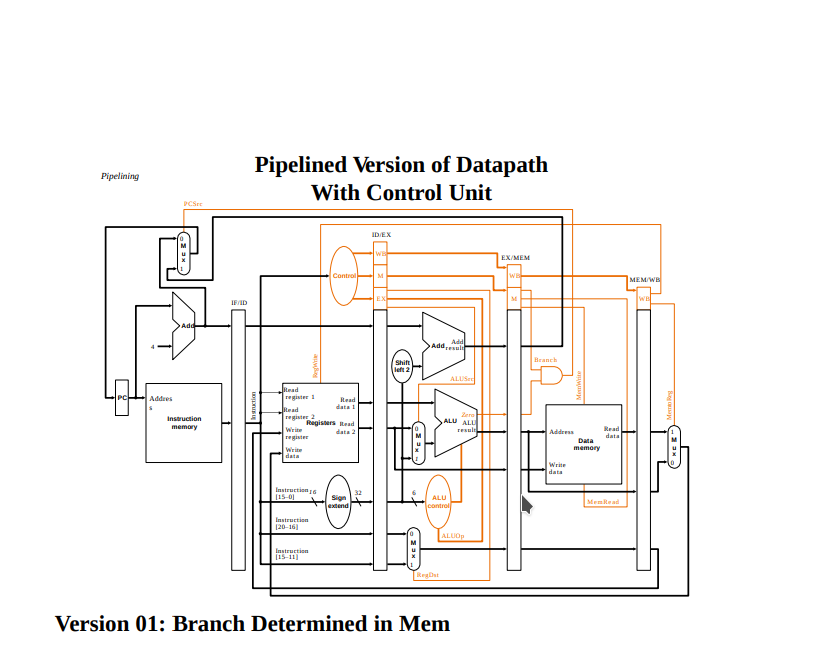 Pipelined Version of Datapath
Pipelining
With Control Unit
PCSrc
0
M
u
x
1
ID/EX
WB
EX/MEM
Control
M
WB
MEM/WB
EX
M
WB
IF/ID
Add
4
Add
Add
result
Shift
left 2
Branch
RegWrite
ALUSrc
MemWrite
MemtoReg
PC
Addres
s
Instruction
memory
Instruction
Read
register 1
Read
register 2
Registers
Write
register
Write
data
Read
data 1
Read
data 2
0
M
u
x
1
Zero
ALU
ALU
result
Address
Read
data
Data
memory
Write
data
1
M
u
x
0
Instruction
[15–0]
16
Sign
extend
32
6
ALU
control
MemRead
Instruction
[20–16]
Instruction
[15–11]
0
M
u
x
1
ALUOp
RegDst
Version 01: Branch Determined in Mem